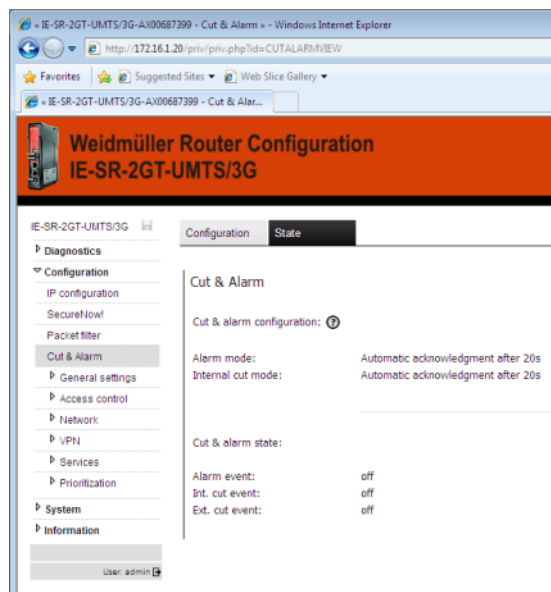 « IE-SR-2GT-UMTS/3G-AX00687399 - Cut & Alarm » - Windows Internet Explorer
http://172.16.1.20/priv/priv.php?id=CUTALARMVIEW
Favorites Suggested Sites Web Slice Gallery
« IE-SR-2GT-UMTS/3G-AX00687399 - Cut & Alar...
Weidmüller Router Configuration
IE-SR-2GT-UMTS/3G
IE-SR-2GT-UMTS/3G
Diagnostics
Configuration
IP configuration
SecureNow!
Packet filter
Cut & Alarm
General settings
Access control
Network
VPN
Services
Prioritization
System
Information
User: admin
Configuration State
Cut & Alarm
Cut & alarm configuration: ?
Alarm mode: Automatic acknowledgment after 20s
Internal cut mode: Automatic acknowledgment after 20s
Cut & alarm state:
Alarm event: off
Int. cut event: off
Ext. cut event: off